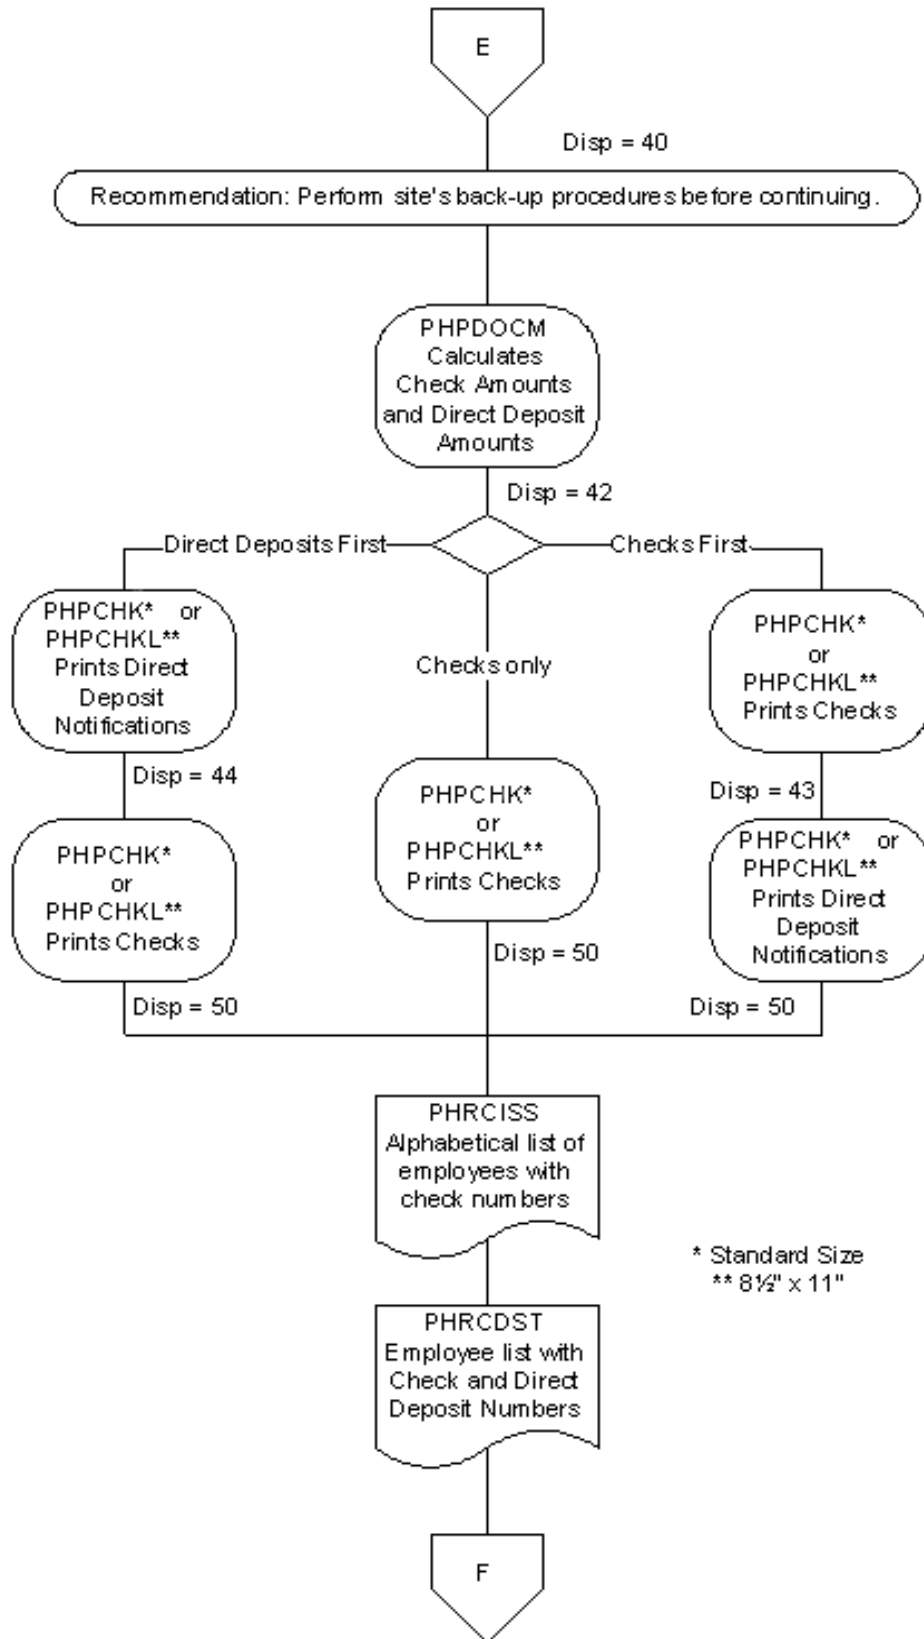 E
Disp = 40
Recommendation: Perform site's back-up procedures before continuing.
PHPDOCM
Calculates
Check Amounts
and Direct Deposit
Amounts
Disp = 42
Direct Deposits First
Checks First
PHPCHK* or
PHPCHKL**
Prints Direct
Deposit
Notifications
Disp = 44
PHPCHK*
or
PHPCHKL**
Prints Checks
Disp = 50
Checks only
PHPCHK*
or
PHPCHKL**
Prints Checks
Disp = 50
PHPCHK*
or
PHPCHKL**
Prints Checks
Disp = 43
PHPCHK* or
PHPCHKL**
Prints Direct
Deposit
Notifications
Disp = 50
PHRCISS
Alphabetical list of
employees with
check numbers
* Standard Size
** 8½" x 11"
PHRCDST
Employee list with
Check and Direct
Deposit Numbers
F